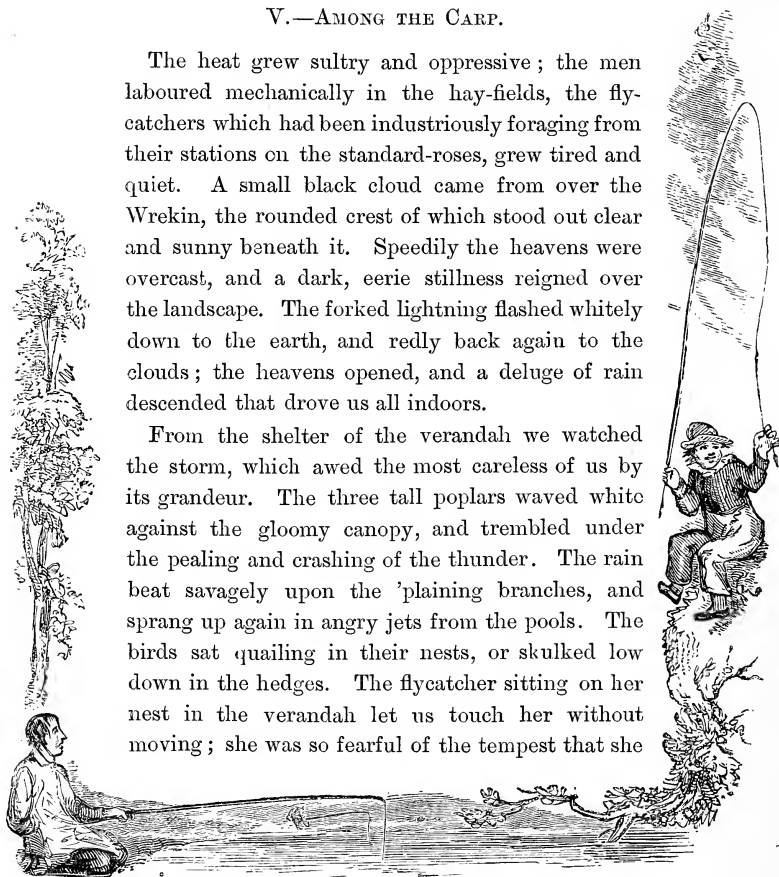 V.—Among the Carp.
The heat grew sultry and oppressive; the men
laboured mechanically in the hay-fields, the fly-
catchers which had been industriously foraging from
their stations on the standard-roses, grew tired and
quiet. A small black cloud came from over the
Wrekin, the rounded crest of which stood out clear
and sunny beneath it. Speedily the heavens were
overcast, and a dark, eerie stillness reigned over
the landscape. The forked lightning flashed whitely
down to the earth, and redly back again to the
clouds; the heavens opened, and a deluge of rain
descended that drove us all indoors.
From the shelter of the verandah we watched
the storm, which awed the most careless of us by
its grandeur. The three tall poplars waved white
against the gloomy canopy, and trembled under
the pealing and crashing of the thunder. The rain
beat savagely upon the ’plaining branches, and
sprang up again in angry jets from the pools. The
birds sat quailing in their nests, or skulked low
down in the hedges. The flycatcher sitting on her
nest in the verandah let us touch her without
moving; she was so fearful of the tempest that she